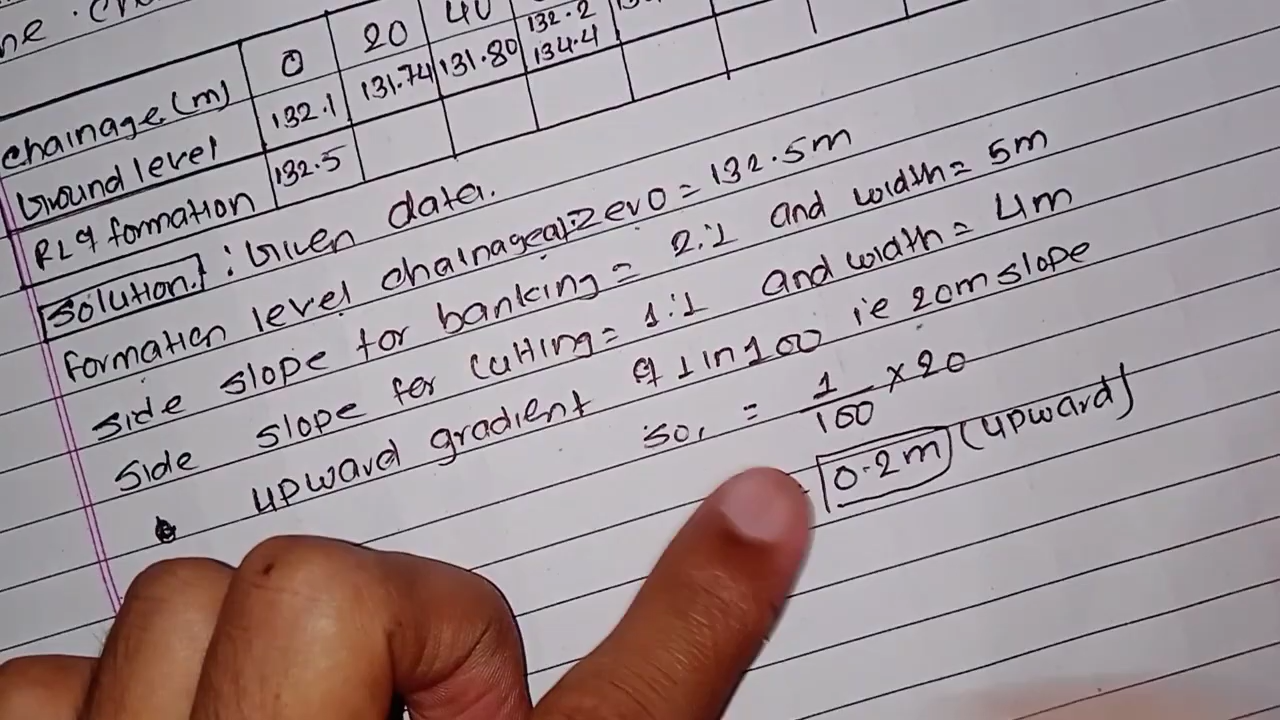 chainage (m) 0 20 40
Ground level 132.1 131.74 131.80 132.2 134.4
RL of formation 132.5
Solution: Given data.
Formation level chainage at zero = 132.5m
Side slope for banking = 2:1 and width = 5m
Side slope for cutting = 1:1 and width = 4m
upward gradient of 1 in 100 ie 20m slope
so, = 1/100 × 20
0.2m (upward)